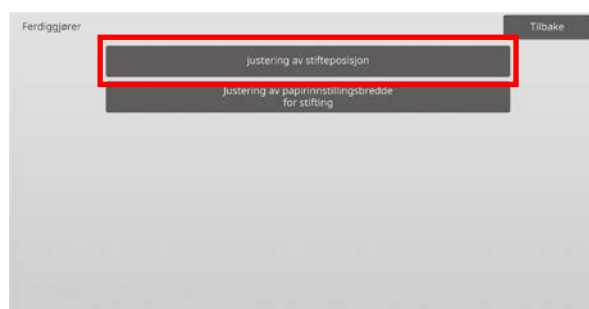 Ferdiggjører
Tilbake
justering av stifteposisjon
Justering av papirinnstillingsbredde
for stifting